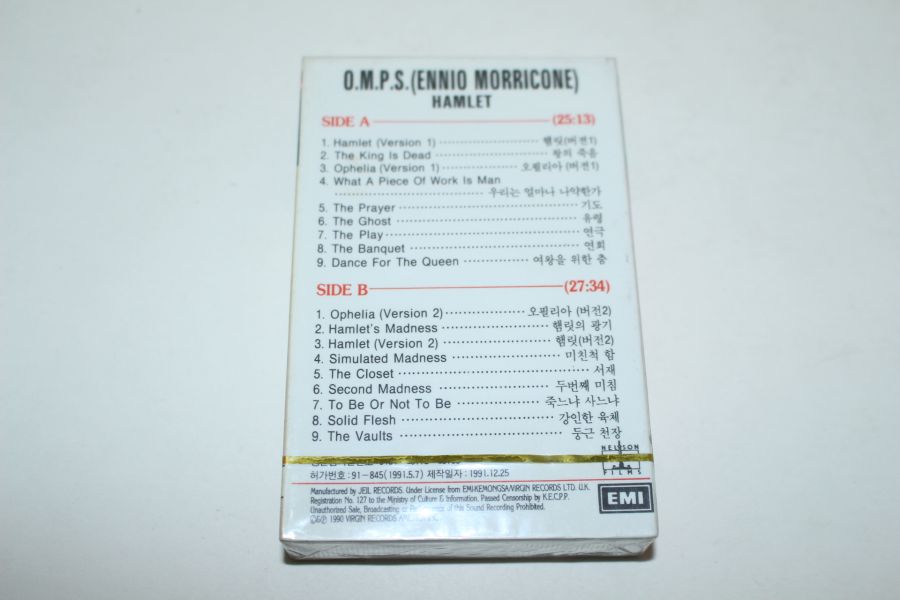 O.M.P.S.(ENNIO MORRICONE)
HAMLET
SIDE A (25:13)
1. Hamlet (Version 1) 햄릿(버전1)
2. The King Is Dead 왕의 죽음
3. Ophelia (Version 1) 오필리아 (버전1)
4. What A Piece Of Work Is Man
우리는 얼마나 나약한가
5. The Prayer 기도
6. The Ghost 유령
7. The Play 연극
8. The Banquet 연회
9. Dance For The Queen 여왕을 위한 춤
SIDE B (27:34)
1. Ophelia (Version 2) 오필리아 (버전2)
2. Hamlet's Madness 햄릿의 광기
3. Hamlet (Version 2) 햄릿(버전2)
4. Simulated Madness 미친척 함
5. The Closet 서재
6. Second Madness 두번째 미침
7. To Be Or Not To Be 죽느냐 사느냐
8. Solid Flesh 강인한 육체
9. The Vaults 둥근 천장
NELSON
FILMS
허가번호 : 91-845 (1991.5.7) 제작일자 : 1991.12.25
Manufactured by JEIL RECORDS. Under License from EMI-KEMONGSA/VIRGIN RECORDS LTD. U.K.
Registration No. 127 to the Ministry of Culture & Information. Passed Censorship by K.E.C.P.P.
Unauthorized Sale, Broadcasting or Performance of this Sound Recording Prohibited.
©&℗ 1990 VIRGIN RECORDS AMERICA INC.
EMI